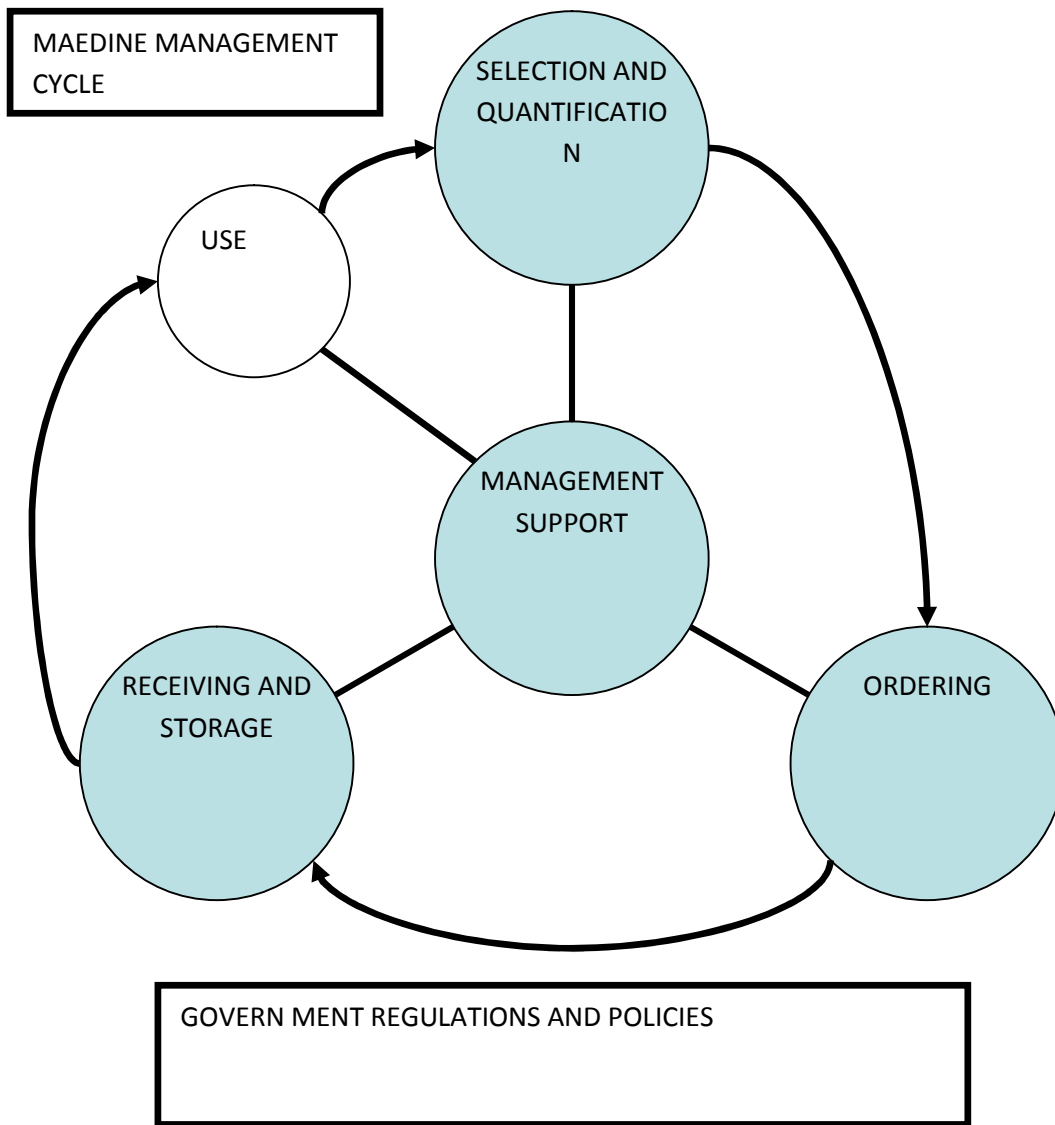 MAEDINE MANAGEMENT
CYCLE
SELECTION AND
QUANTIFICATIO
N
USE
MANAGEMENT
SUPPORT
RECEIVING AND
STORAGE
ORDERING
GOVERN MENT REGULATIONS AND POLICIES